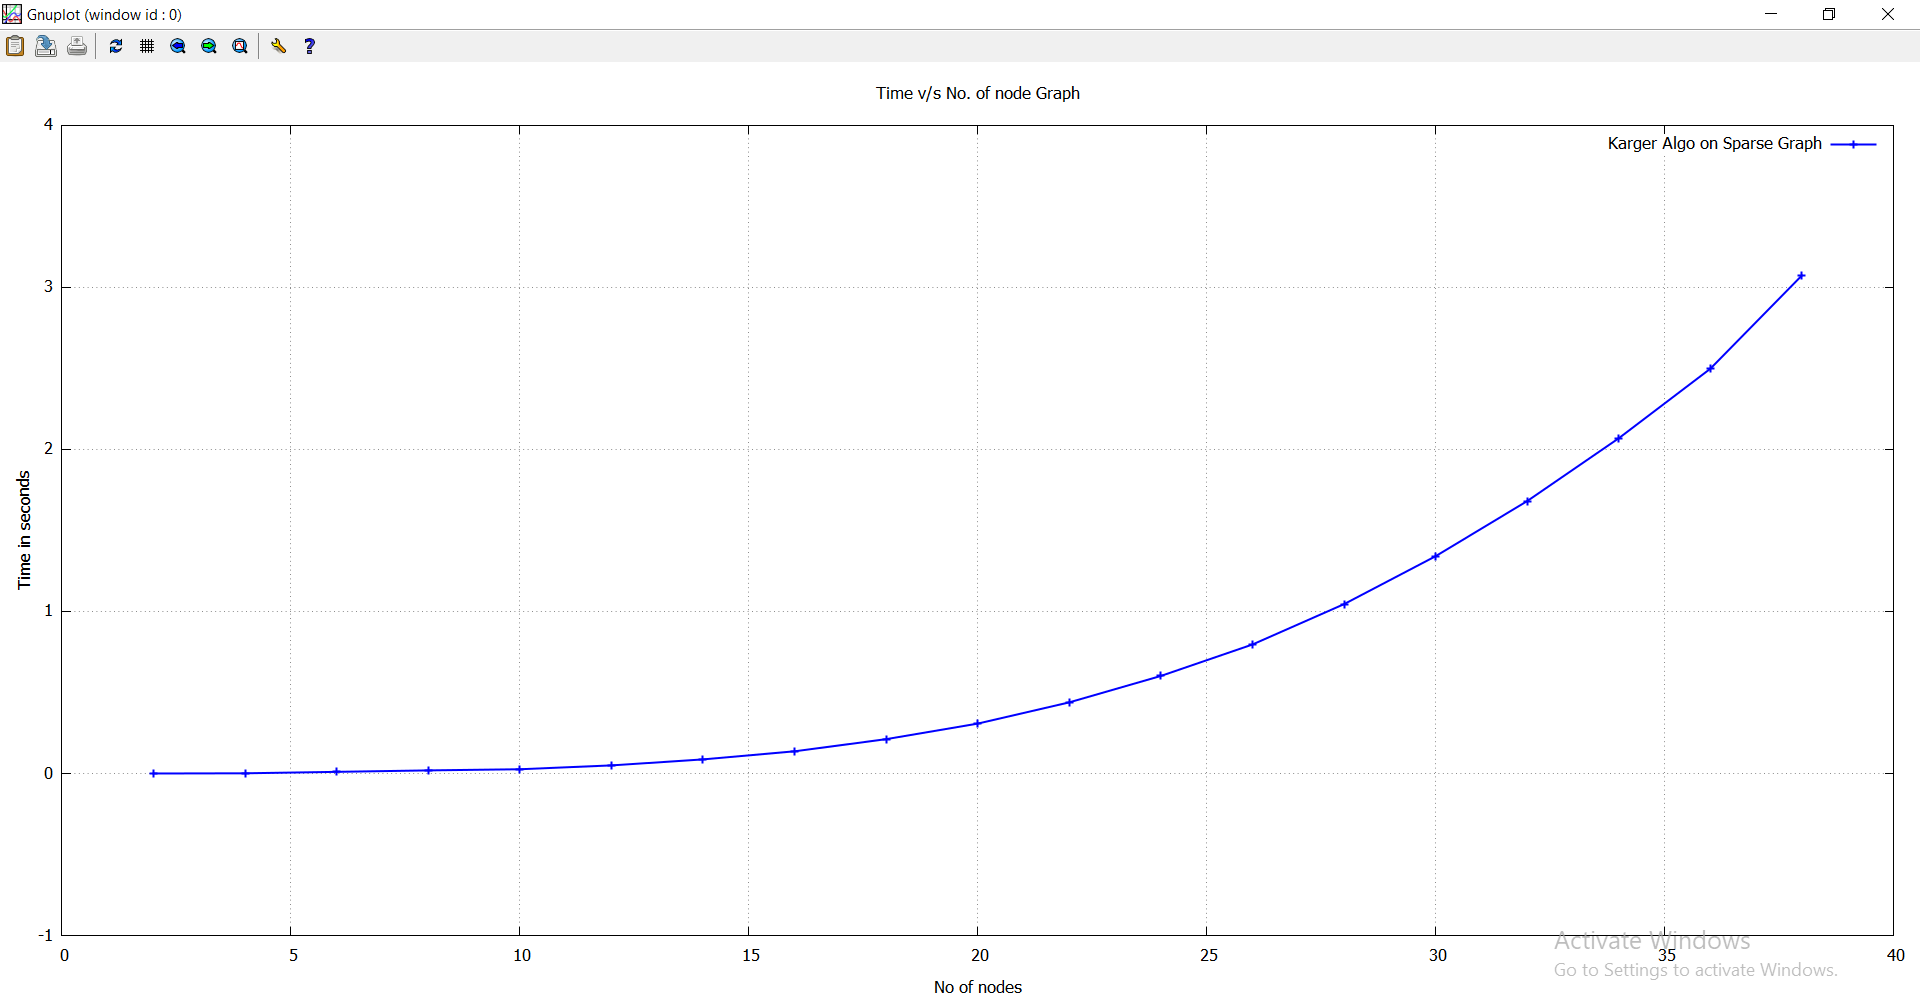 Gnuplot (window id : 0)
Time v/s No. of node Graph
Karger Algo on Sparse Graph
4
3
2
1
0
-1
Time in seconds
0 5 10 15 20 25 30 35 40
No of nodes
Activate Windows
Go to Settings to activate Windows.